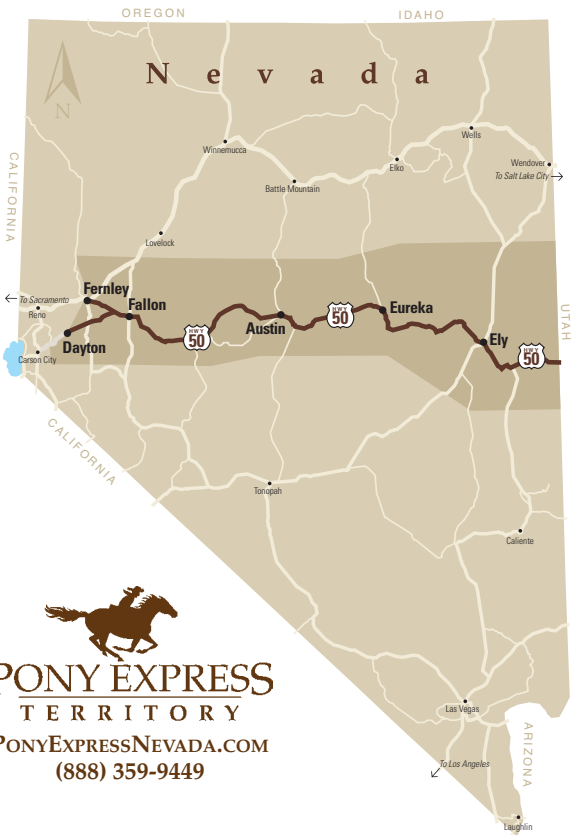 OREGON
IDAHO
Nevada
N
CALIFORNIA
Winnemucca
Wells
Elko
Wendover
To Salt Lake City
Battle Mountain
Lovelock
To Sacramento
Reno
Fernley
Fallon
Dayton
Carson City
HWY
50
Austin
HWY
50
Eureka
Ely
HWY
50
UTAH
CALIFORNIA
Tonopah
Caliente
Las Vegas
To Los Angeles
ARIZONA
Laughlin
PONY EXPRESS
TERRITORY
PONYEXPRESSNEVADA.COM
(888) 359-9449